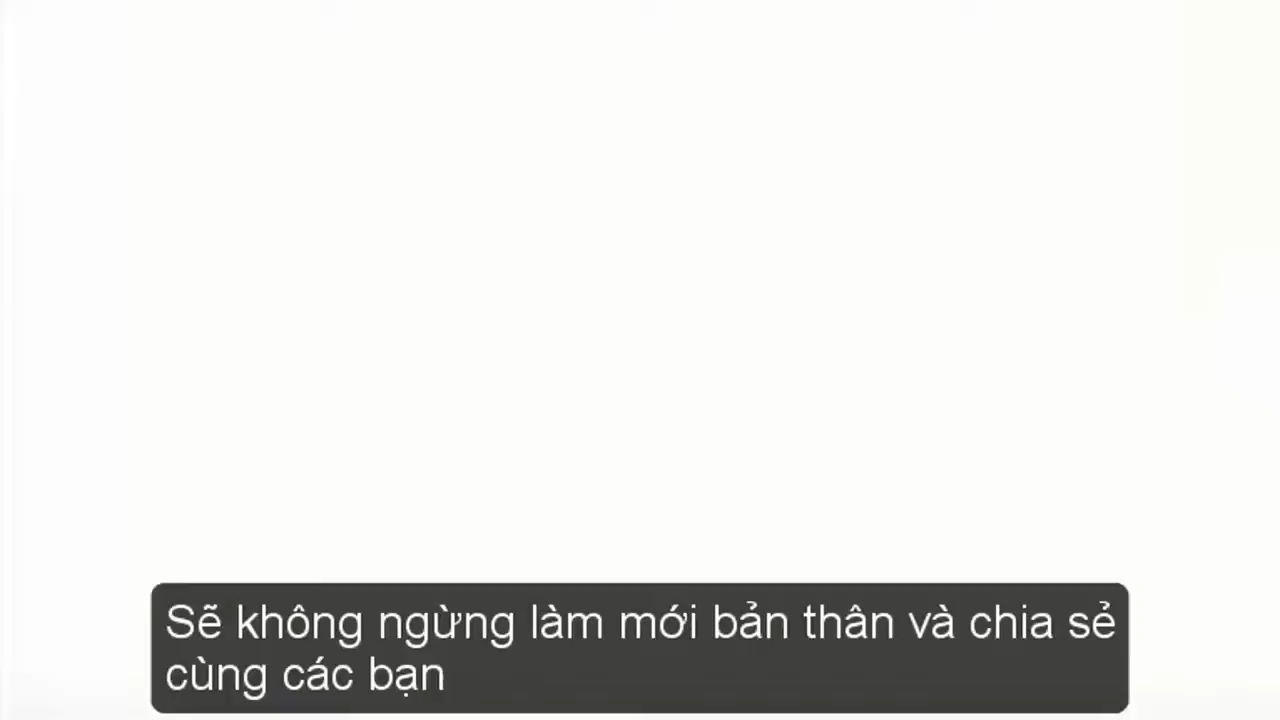 Sẽ không ngừng làm mới bản thân và chia sẻ
cùng các bạn